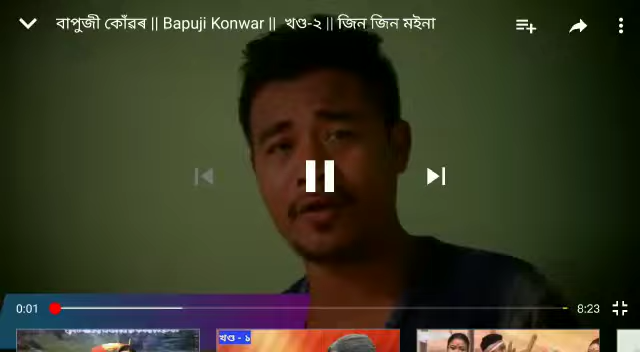 বাপুজী কোঁৱৰ || Bapuji Konwar || খণ্ড-২ || জিন জিন মইনা
0:01
8:23
খণ্ড - ১